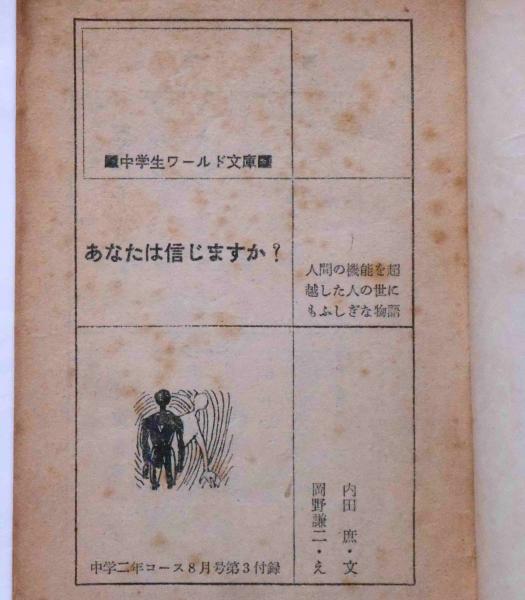 ■中学生ワールド文庫■
あなたは信じますか?
人間の機能を超
越した人の世に
もふしぎな物語
内田 庶・文
岡野謙二・え
中学二年コース8月号第3付録